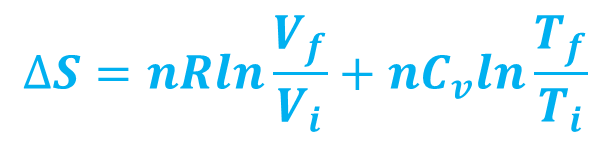 ΔS = nRln V_f/V_i + nC_v ln T_f/T_i